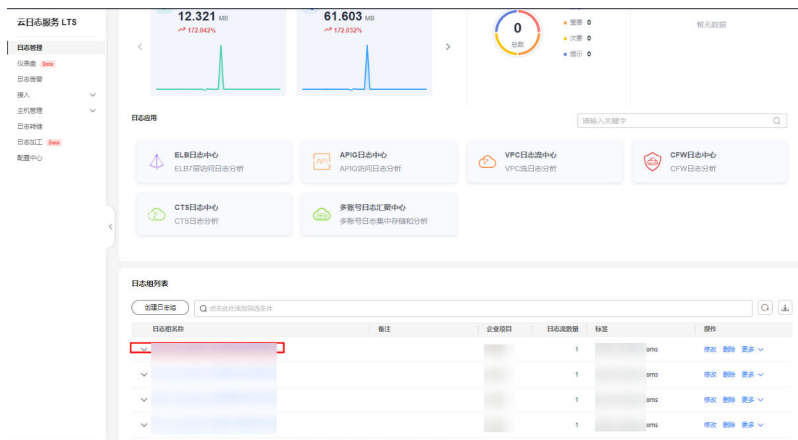 云日志服务 LTS
日志管理
仪表盘 Beta
日志告警
接入
主机管理
日志转储
日志加工 Beta
配置中心
12.321 MB
172.042%
61.603 MB
172.032%
0
总数
重要 0
次要 0
提示 0
暂无数据
日志应用
请输入关键字
ELB日志中心
ELB7层访问日志分析
APIG日志中心
APIG访问日志分析
VPC日志流中心
VPC流日志分析
CFW日志中心
CFW日志分析
CTS日志中心
CTS日志分析
多账号日志汇聚中心
多账号日志集中存储和分析
日志组列表
创建日志组
点击此处添加筛选条件
日志组名称 备注 企业项目 日志流数量 标签 操作
1 oms 修改 删除 更多
1 oms 修改 删除 更多
1 oms 修改 删除 更多
1 oms 修改 删除 更多